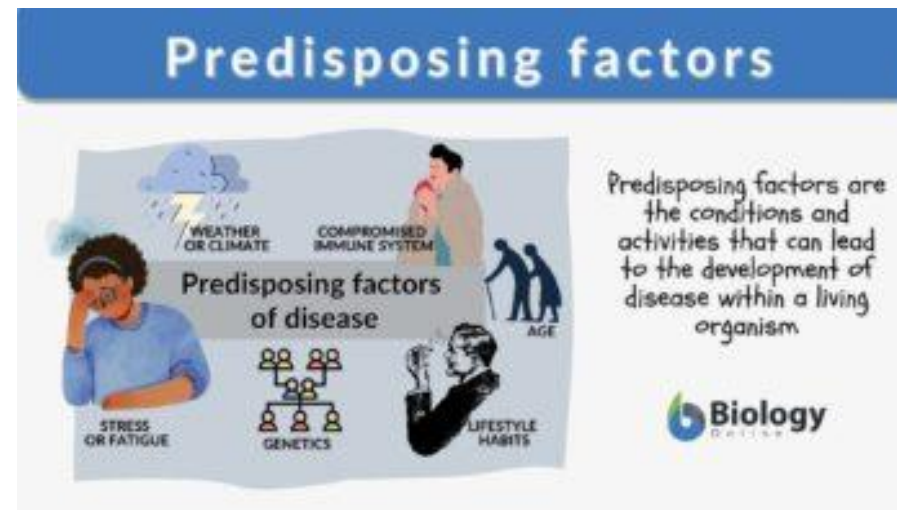 Predisposing factors
WEATHER
OR CLIMATE
COMPROMISED
IMMUNE SYSTEM
Predisposing factors
of disease
AGE
STRESS
OR FATIGUE
GENETICS
LIFESTYLE
HABITS
Predisposing factors are
the conditions and
activities that can lead
to the development of
disease within a living
organism
Biology
Online